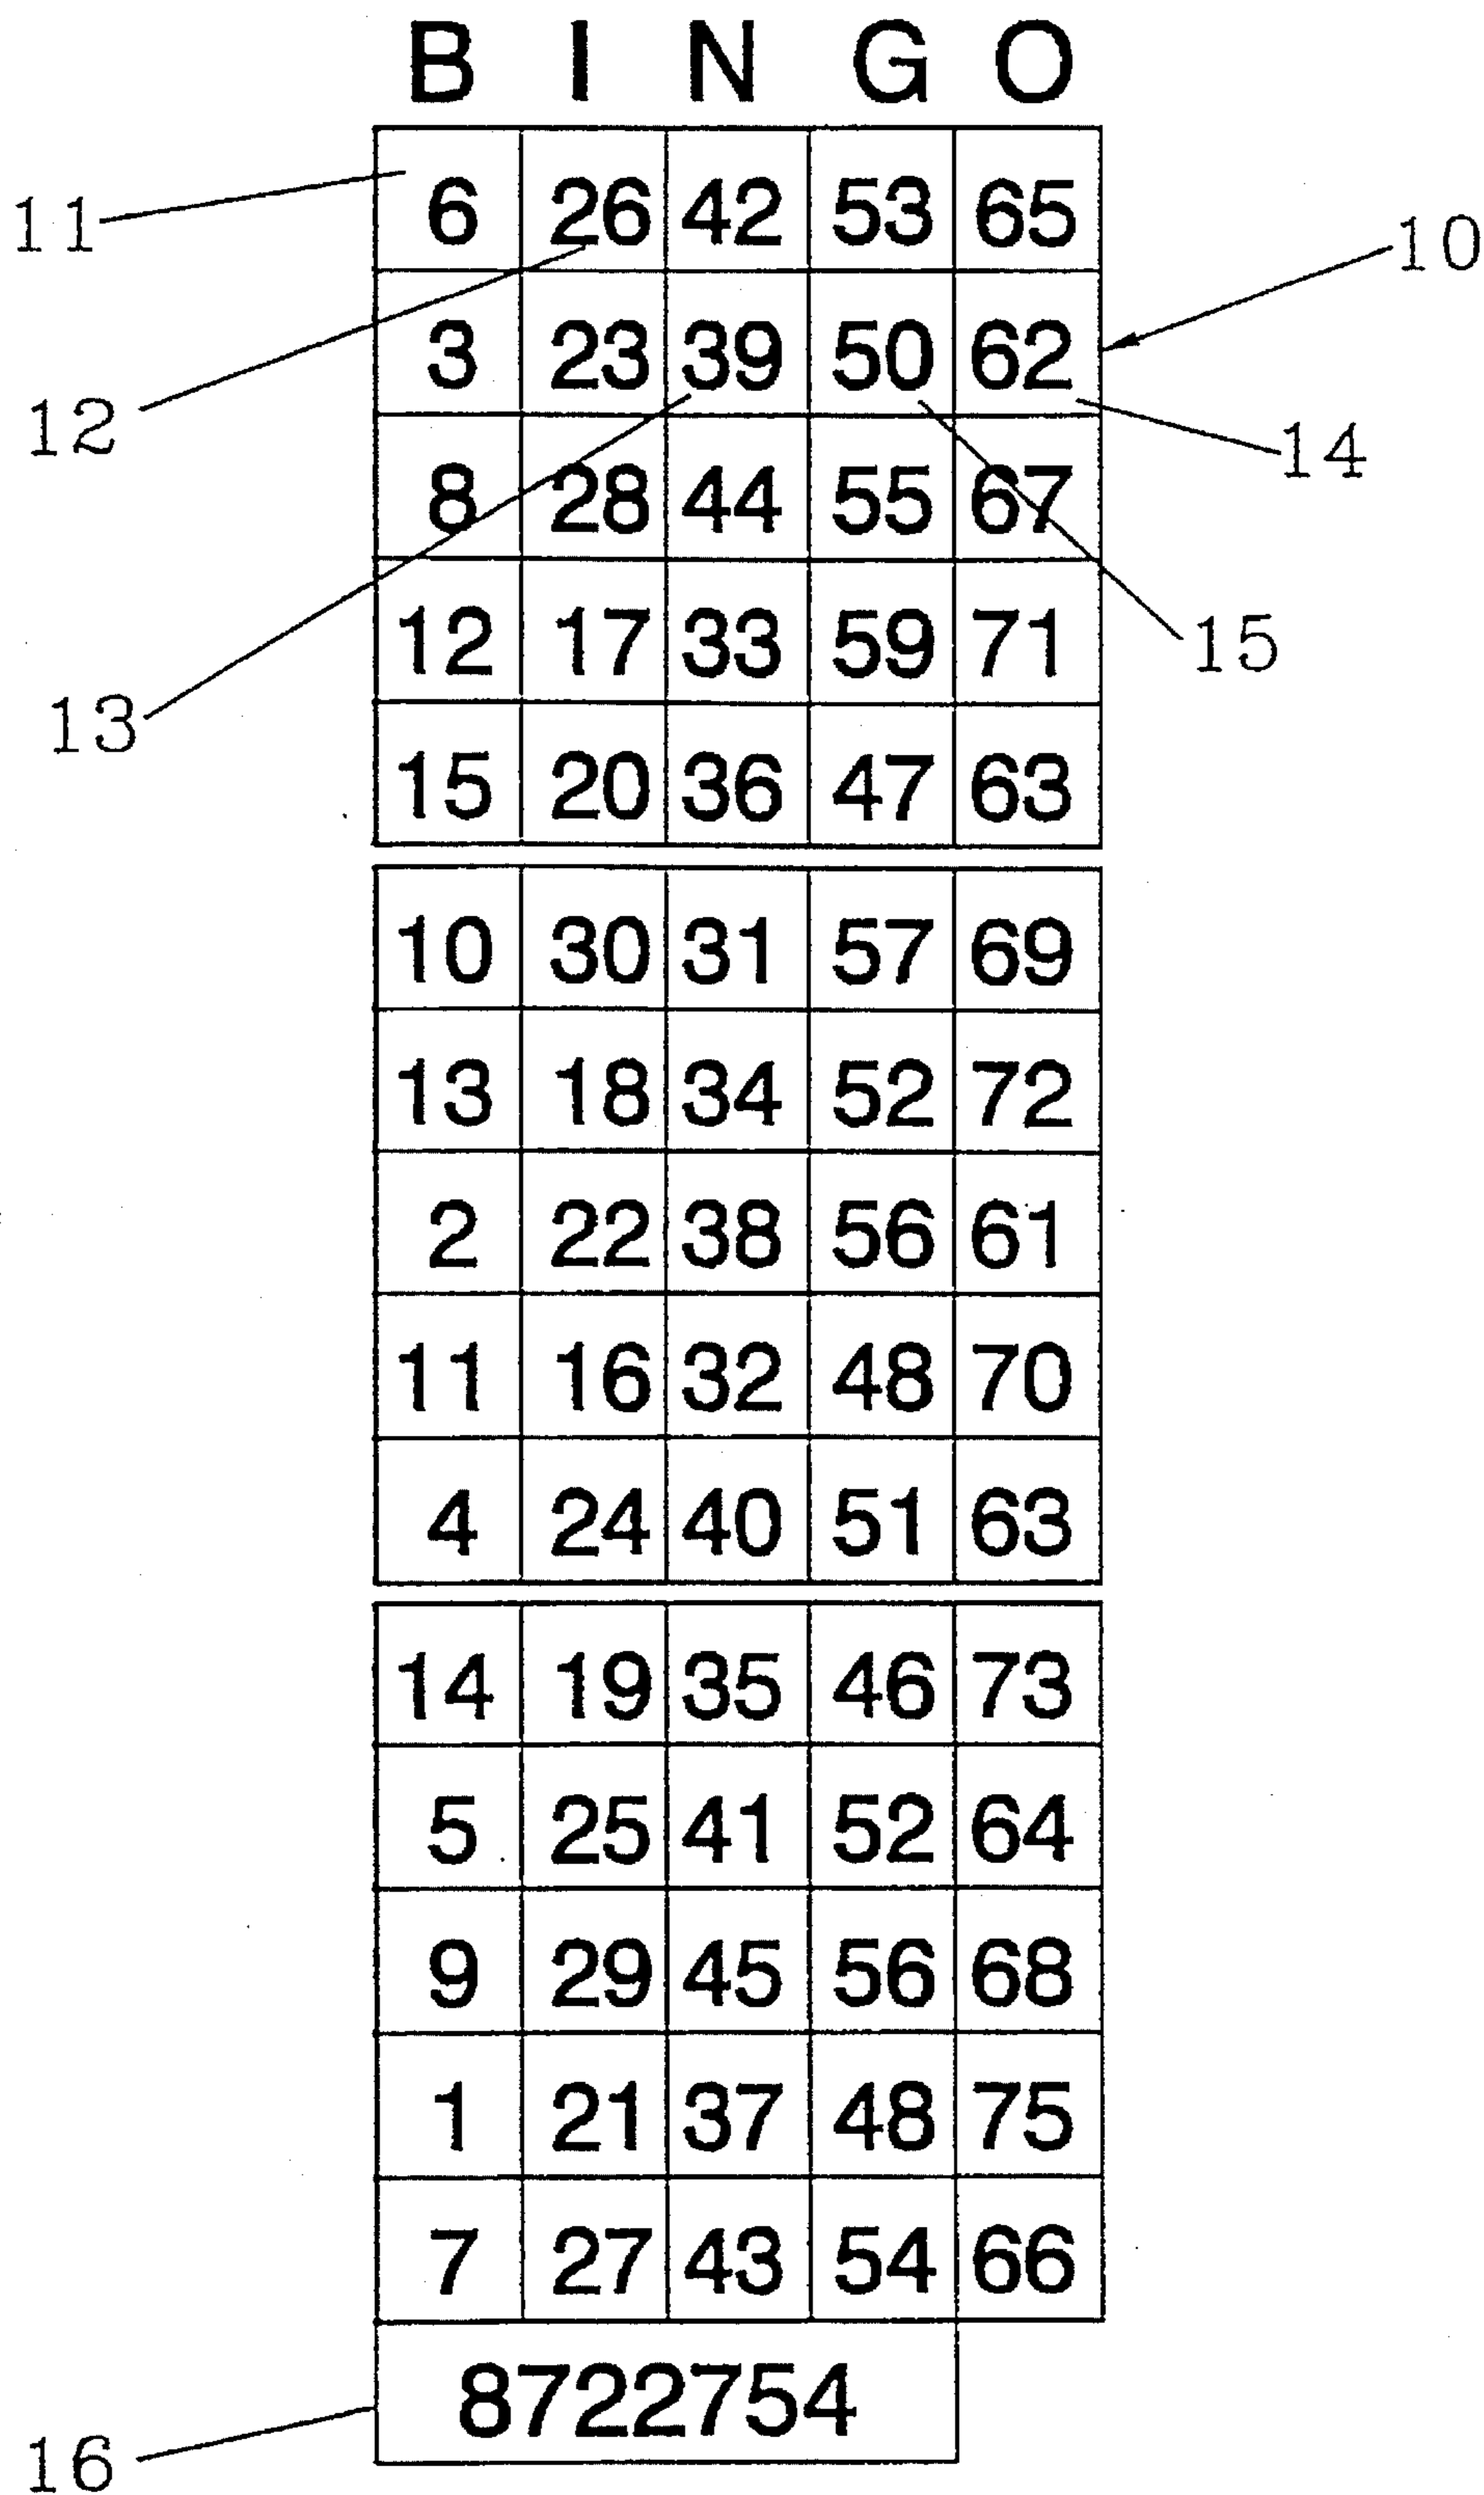 B I N G O
11 6 26 42 53 65 10
12 3 23 39 50 62 14
8 28 44 55 67
13 12 17 33 59 71 15
15 20 36 47 63
10 30 31 57 69
13 18 34 52 72
2 22 38 56 61
11 16 32 48 70
4 24 40 51 63
14 19 35 46 73
5 25 41 52 64
9 29 45 56 68
1 21 37 48 75
7 27 43 54 66
16 8722754